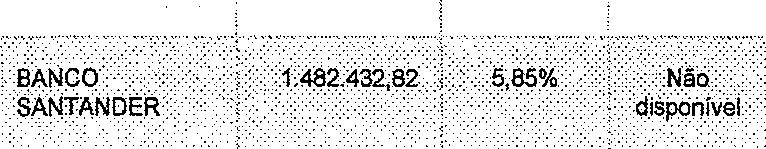 BANCO 1.482.432,82 5,85% Não
SANTANDER disponível